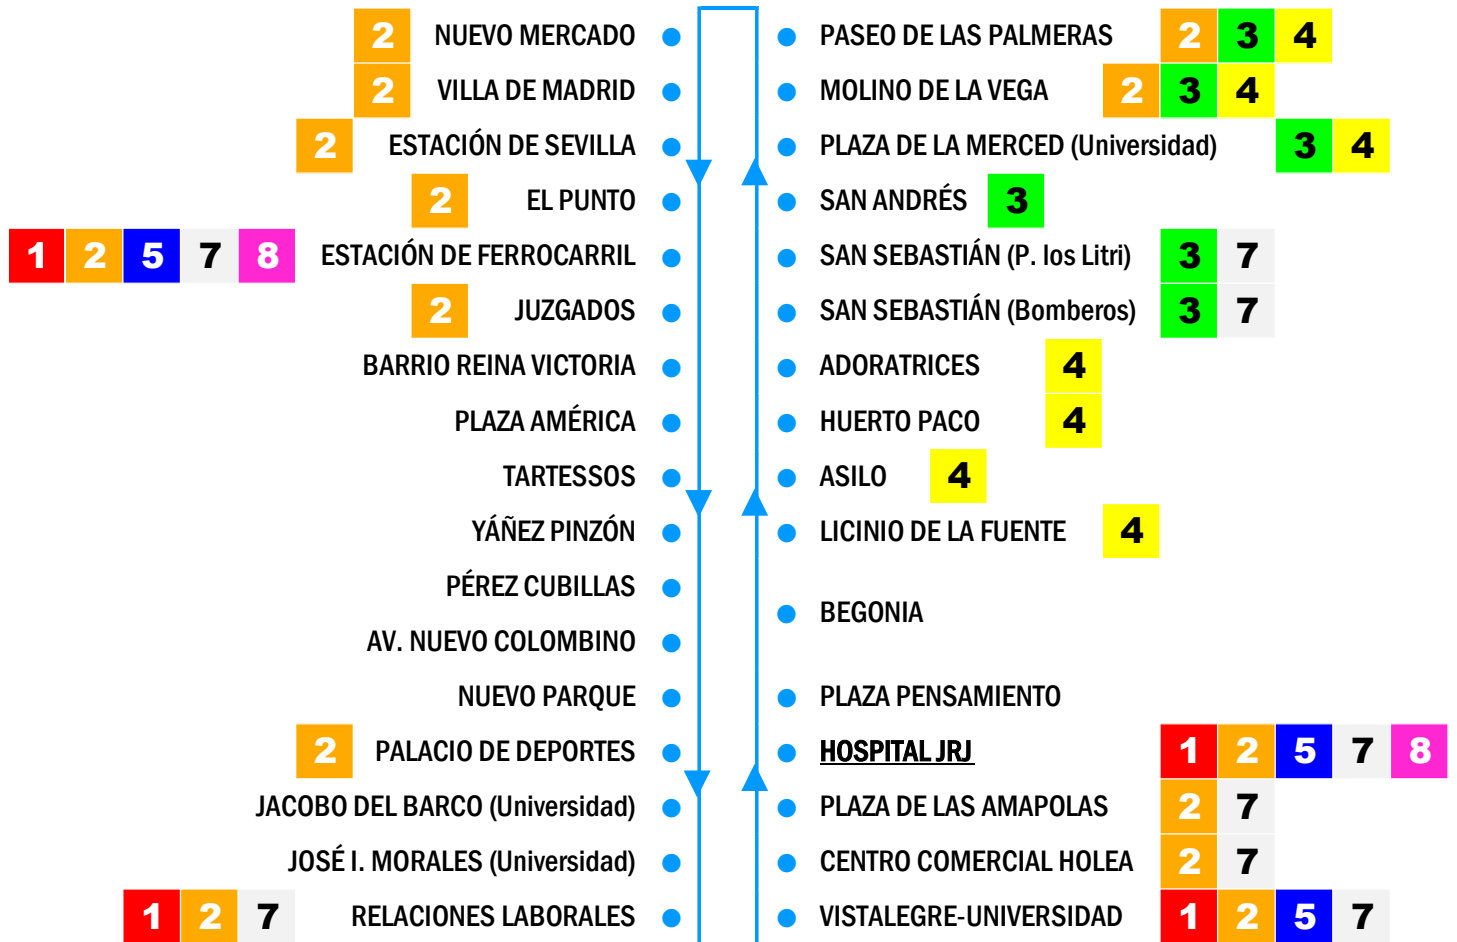 2 NUEVO MERCADO PASEO DE LAS PALMERAS 2 3 4
2 VILLA DE MADRID MOLINO DE LA VEGA 2 3 4
2 ESTACIÓN DE SEVILLA PLAZA DE LA MERCED (Universidad) 3 4
2 EL PUNTO SAN ANDRÉS 3
1 2 5 7 8 ESTACIÓN DE FERROCARRIL SAN SEBASTIÁN (P. los Litri) 3 7
2 JUZGADOS SAN SEBASTIÁN (Bomberos) 3 7
BARRIO REINA VICTORIA ADORATRICES 4
PLAZA AMÉRICA HUERTO PACO 4
TARTESSOS ASILO 4
YÁÑEZ PINZÓN LICINIO DE LA FUENTE 4
PÉREZ CUBILLAS
BEGONIA
AV. NUEVO COLOMBINO
NUEVO PARQUE PLAZA PENSAMIENTO
2 PALACIO DE DEPORTES HOSPITAL JRJ 1 2 5 7 8
JACOBO DEL BARCO (Universidad) PLAZA DE LAS AMAPOLAS 2 7
JOSÉ I. MORALES (Universidad) CENTRO COMERCIAL HOLEA 2 7
1 2 7 RELACIONES LABORALES VISTALEGRE-UNIVERSIDAD 1 2 5 7